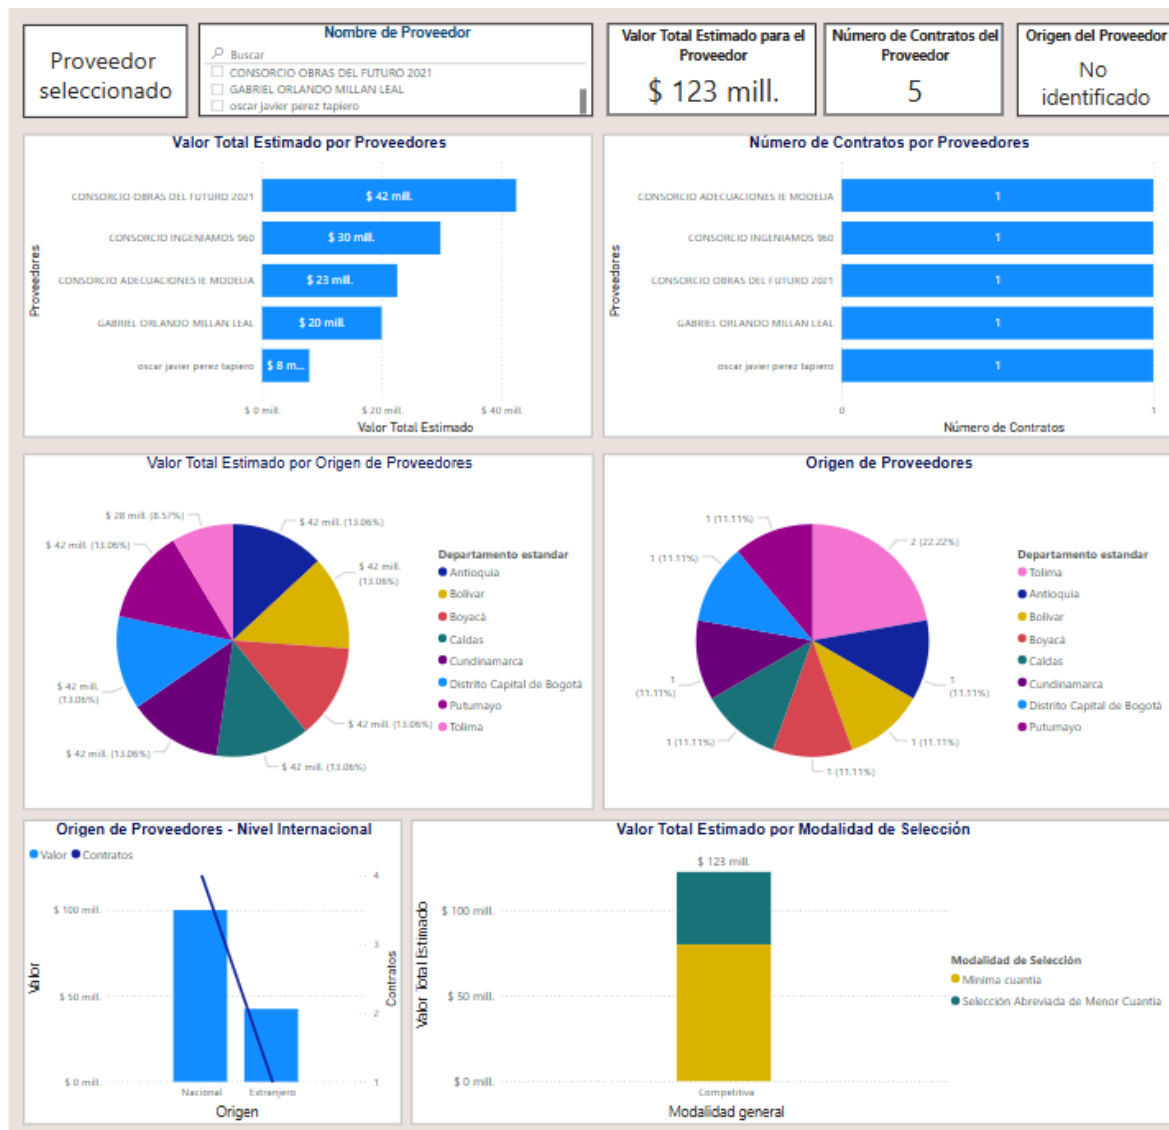 Proveedor
seleccionado
Nombre de Proveedor
Buscar
CONSORCIO OBRAS DEL FUTURO 2021
GABRIEL ORLANDO MILLAN LEAL
oscar javier perez tapiero
Valor Total Estimado para el
Proveedor
$ 123 mill.
Número de Contratos del
Proveedor
5
Origen del Proveedor
No
identificado
Valor Total Estimado por Proveedores
Proveedores
CONSORCIO OBRAS DEL FUTURO 2021
$ 42 mill.
CONSORCIO INGENIAMOS 960
$ 30 mill.
CONSORCIO ADECUACIONES IE MODELIA
$ 23 mill.
GABRIEL ORLANDO MILLAN LEAL
$ 20 mill.
oscar javier perez tapiero
$ 8 m...
$ 0 mill.
$ 20 mill.
$ 40 mill.
Valor Total Estimado
Número de Contratos por Proveedores
Proveedores
CONSORCIO ADECUACIONES IE MODELIA
1
CONSORCIO INGENIAMOS 960
1
CONSORCIO OBRAS DEL FUTURO 2021
1
GABRIEL ORLANDO MILLAN LEAL
1
oscar javier perez tapiero
1
0
1
Número de Contratos
Valor Total Estimado por Origen de Proveedores
$ 28 mill. (8.57%)
$ 42 mill. (13.06%)
$ 42 mill. (13.06%)
$ 42 mill.
(13.06%)
$ 42 mill.
(13.06%)
$ 42 mill. (13.06%)
$ 42 mill. (13.06%)
$ 42 mill. (13.06%)
Departamento estandar
Antioquia
Bolívar
Boyacá
Caldas
Cundinamarca
Distrito Capital de Bogotá
Putumayo
Tolima
Origen de Proveedores
1 (11.11%)
2 (22.22%)
1 (11.11%)
1
(11.11%)
1
(11.11%)
1 (11.11%)
1 (11.11%)
1 (11.11%)
Departamento estandar
Tolima
Antioquia
Bolívar
Boyacá
Caldas
Cundinamarca
Distrito Capital de Bogotá
Putumayo
Origen de Proveedores - Nivel Internacional
Valor
Contratos
Valor
$ 100 mill.
$ 50 mill.
$ 0 mill.
4
3
2
1
Contratos
Nacional
Extranjero
Origen
Valor Total Estimado por Modalidad de Selección
$ 123 mill.
Valor Total Estimado
$ 100 mill.
$ 50 mill.
$ 0 mill.
Competitiva
Modalidad general
Modalidad de Selección
Mínima cuantía
Selección Abreviada de Menor Cuantía